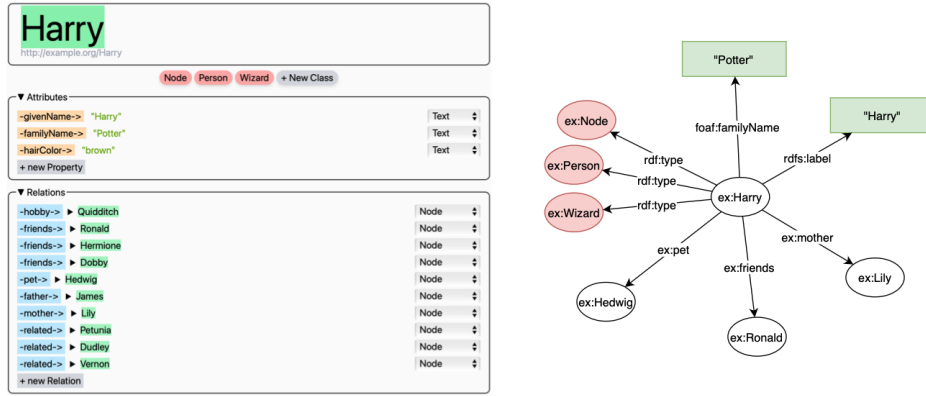 Harry
http://example.org/Harry
Node Person Wizard + New Class
▼ Attributes
-givenName-> "Harry" Text
-familyName-> "Potter" Text
-hairColor-> "brown" Text
+ new Property
▼ Relations
-hobby-> ▶ Quidditch Node
-friends-> ▶ Ronald Node
-friends-> ▶ Hermione Node
-friends-> ▶ Dobby Node
-pet-> ▶ Hedwig Node
-father-> ▶ James Node
-mother-> ▶ Lily Node
-related-> ▶ Petunia Node
-related-> ▶ Dudley Node
-related-> ▶ Vernon Node
+ new Relation
"Potter"
"Harry"
ex:Node
foaf:familyName
rdf:type
rdfs:label
ex:Person
rdf:type
ex:Harry
ex:Wizard
rdf:type
ex:pet
ex:mother
ex:friends
ex:Lily
ex:Hedwig
ex:Ronald